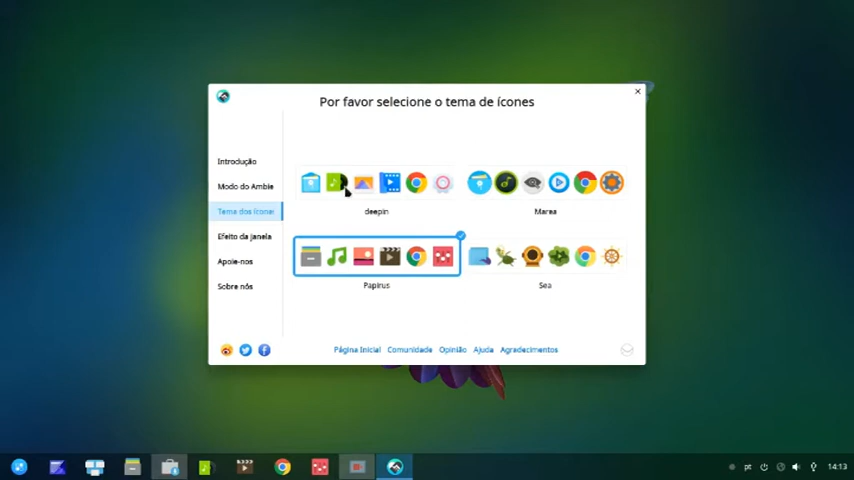 Por favor selecione o tema de ícones
Introdução
Modo do Ambie
Tema dos ícones
Efeito da janela
Apoie-nos
Sobre nós
deepin
Marea
Papirus
Sea
Página Inicial Comunidade Opinião Ajuda Agradecimentos
pt
14:13